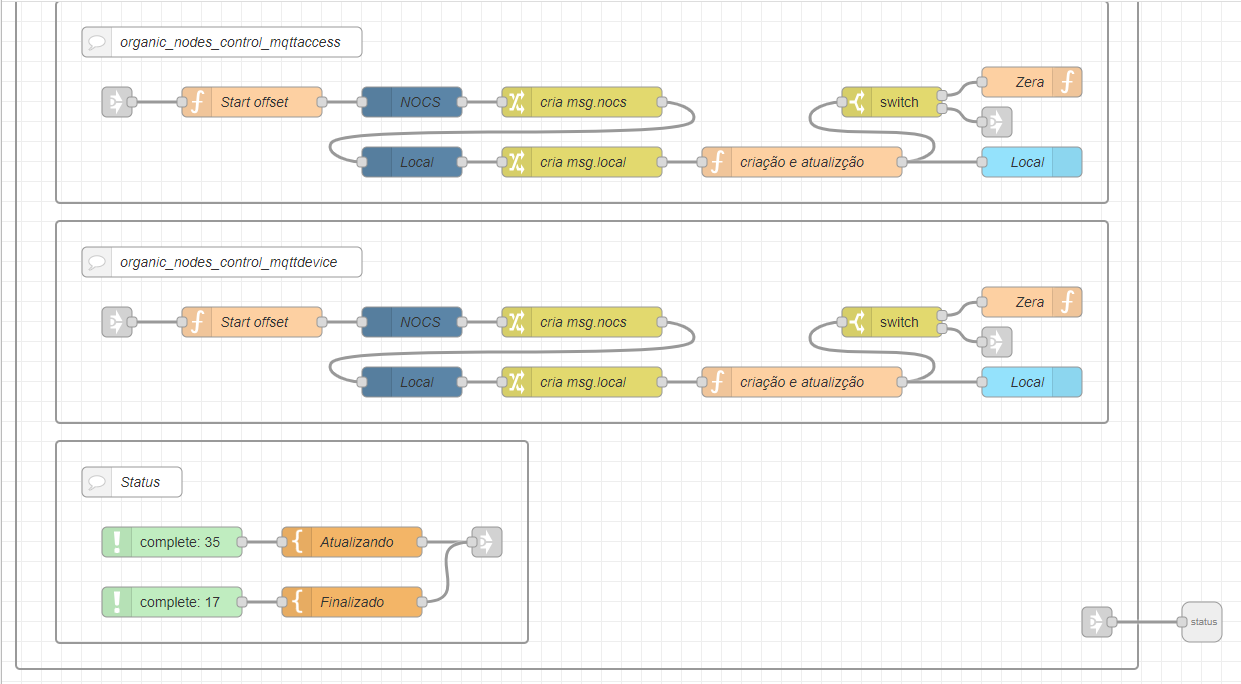 organic_nodes_control_mqttaccess
Start offset
NOCS
cria msg.nocs
switch
Zera
Local
cria msg.local
criação e atualizção
Local
organic_nodes_control_mqttdevice
Start offset
NOCS
cria msg.nocs
switch
Zera
Local
cria msg.local
criação e atualizção
Local
Status
complete: 35
Atualizando
complete: 17
Finalizado
status